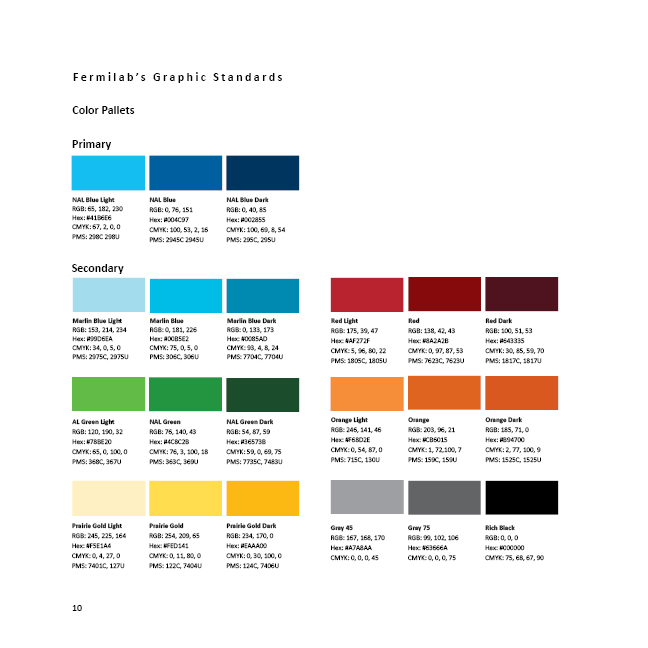 Fermilab's Graphic Standards
Color Pallets
Primary
NAL Blue Light
RGB: 65, 182, 230
Hex: #41B6E6
CMYK: 67, 2, 0, 0
PMS: 298C 298U
NAL Blue
RGB: 0, 76, 151
Hex: #004C97
CMYK: 100, 53, 2, 16
PMS: 2945C 2945U
NAL Blue Dark
RGB: 0, 40, 85
Hex: #002855
CMYK: 100, 69, 8, 54
PMS: 295C, 295U
Secondary
Marlin Blue Light
RGB: 153, 214, 234
Hex: #99D6EA
CMYK: 34, 0, 5, 0
PMS: 2975C, 2975U
Marlin Blue
RGB: 0, 181, 226
Hex: #00B5E2
CMYK: 75, 0, 5, 0
PMS: 306C, 306U
Marlin Blue Dark
RGB: 0, 133, 173
Hex: #0085AD
CMYK: 93, 4, 8, 24
PMS: 7704C, 7704U
Red Light
RGB: 175, 39, 47
Hex: #AF272F
CMYK: 5, 96, 80, 22
PMS: 1805C, 1805U
Red
RGB: 138, 42, 43
Hex: #8A2A2B
CMYK: 0, 97, 87, 53
PMS: 7623C, 7623U
Red Dark
RGB: 100, 51, 53
Hex: #643335
CMYK: 30, 85, 59, 70
PMS: 1817C, 1817U
AL Green Light
RGB: 120, 190, 32
Hex: #78BE20
CMYK: 65, 0, 100, 0
PMS: 368C, 367U
NAL Green
RGB: 76, 140, 43
Hex: #4C8C2B
CMYK: 76, 3, 100, 18
PMS: 363C, 369U
NAL Green Dark
RGB: 54, 87, 59
Hex: #36573B
CMYK: 59, 0, 69, 75
PMS: 7735C, 7483U
Orange Light
RGB: 246, 141, 46
Hex: #F68D2E
CMYK: 0, 54, 87, 0
PMS: 715C, 130U
Orange
RGB: 203, 96, 21
Hex: #CB6015
CMYK: 1, 72,100, 7
PMS: 159C, 159U
Orange Dark
RGB: 185, 71, 0
Hex: #B94700
CMYK: 2, 77, 100, 9
PMS: 1525C, 1525U
Prairie Gold Light
RGB: 245, 225, 164
Hex: #F5E1A4
CMYK: 0, 4, 27, 0
PMS: 7401C, 127U
Prairie Gold
RGB: 254, 209, 65
Hex: #FED141
CMYK: 0, 11, 80, 0
PMS: 122C, 7404U
Prairie Gold Dark
RGB: 234, 170, 0
Hex: #EAAA00
CMYK: 0, 30, 100, 0
PMS: 124C, 7406U
Gray 45
RGB: 167, 168, 170
Hex: #A7A8AA
CMYK: 0, 0, 0, 45
Gray 75
RGB: 99, 102, 106
Hex: #63666A
CMYK: 0, 0, 0, 75
Rich Black
RGB: 0, 0, 0
Hex: #000000
CMYK: 75, 68, 67, 90
10